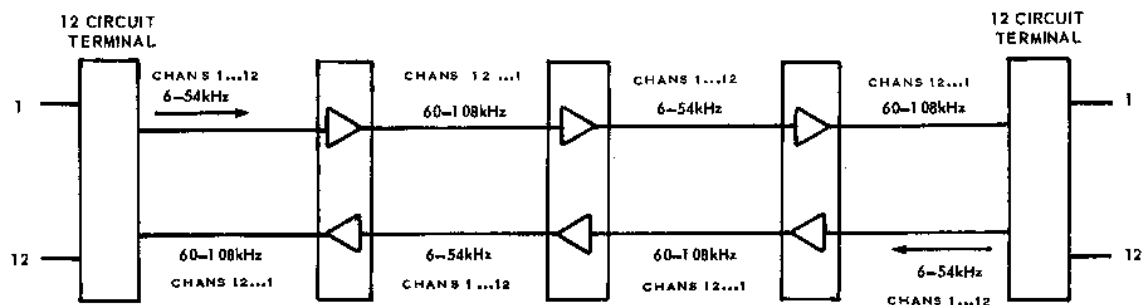 12 CIRCUIT
TERMINAL
12 CIRCUIT
TERMINAL
CHANS 1...12
6–54kHz
CHANS 12...1
60–108kHz
CHANS 1...12
6–54kHz
CHANS 12...1
60–108kHz
1
1
12
12
60–108kHz
CHANS 12...1
6–54kHz
CHANS 1...12
60–108kHz
CHANS 12...1
6–54kHz
CHANS 1...12